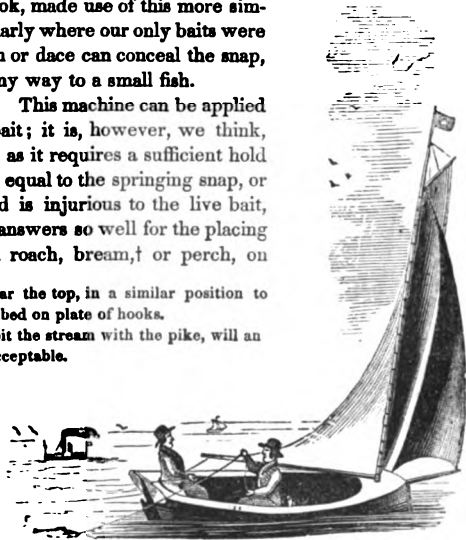 ok, made use of this more sim-
arly where our only baits were
or dace can conceal the snap,
ny way to a small fish.
This machine can be applied
ait; it is, however, we think,
as it requires a sufficient hold
equal to the springing snap, or
d is injurious to the live bait,
answers so well for the placing
roach, bream,† or perch, on
ar the top, in a similar position to
bed on plate of hooks.
it the stream with the pike, will an
ceptable.